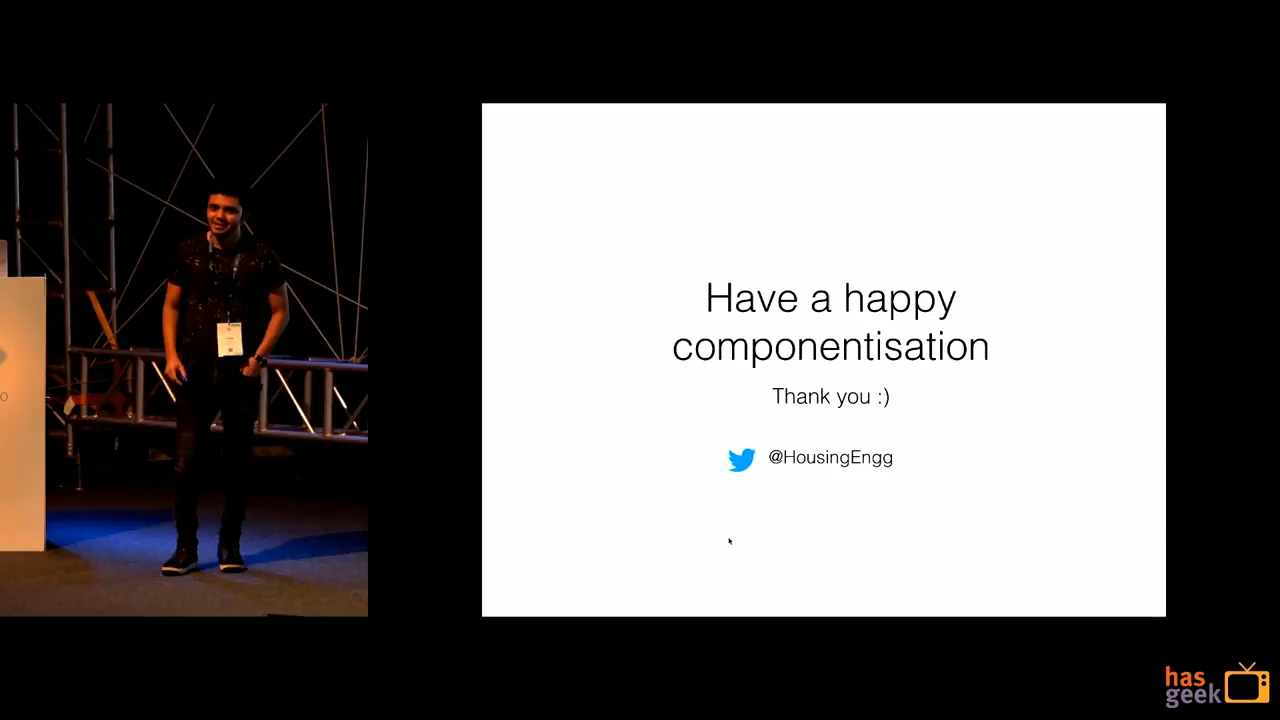 Have a happy
componentisation
Thank you :)
@HousingEngg
has
geek